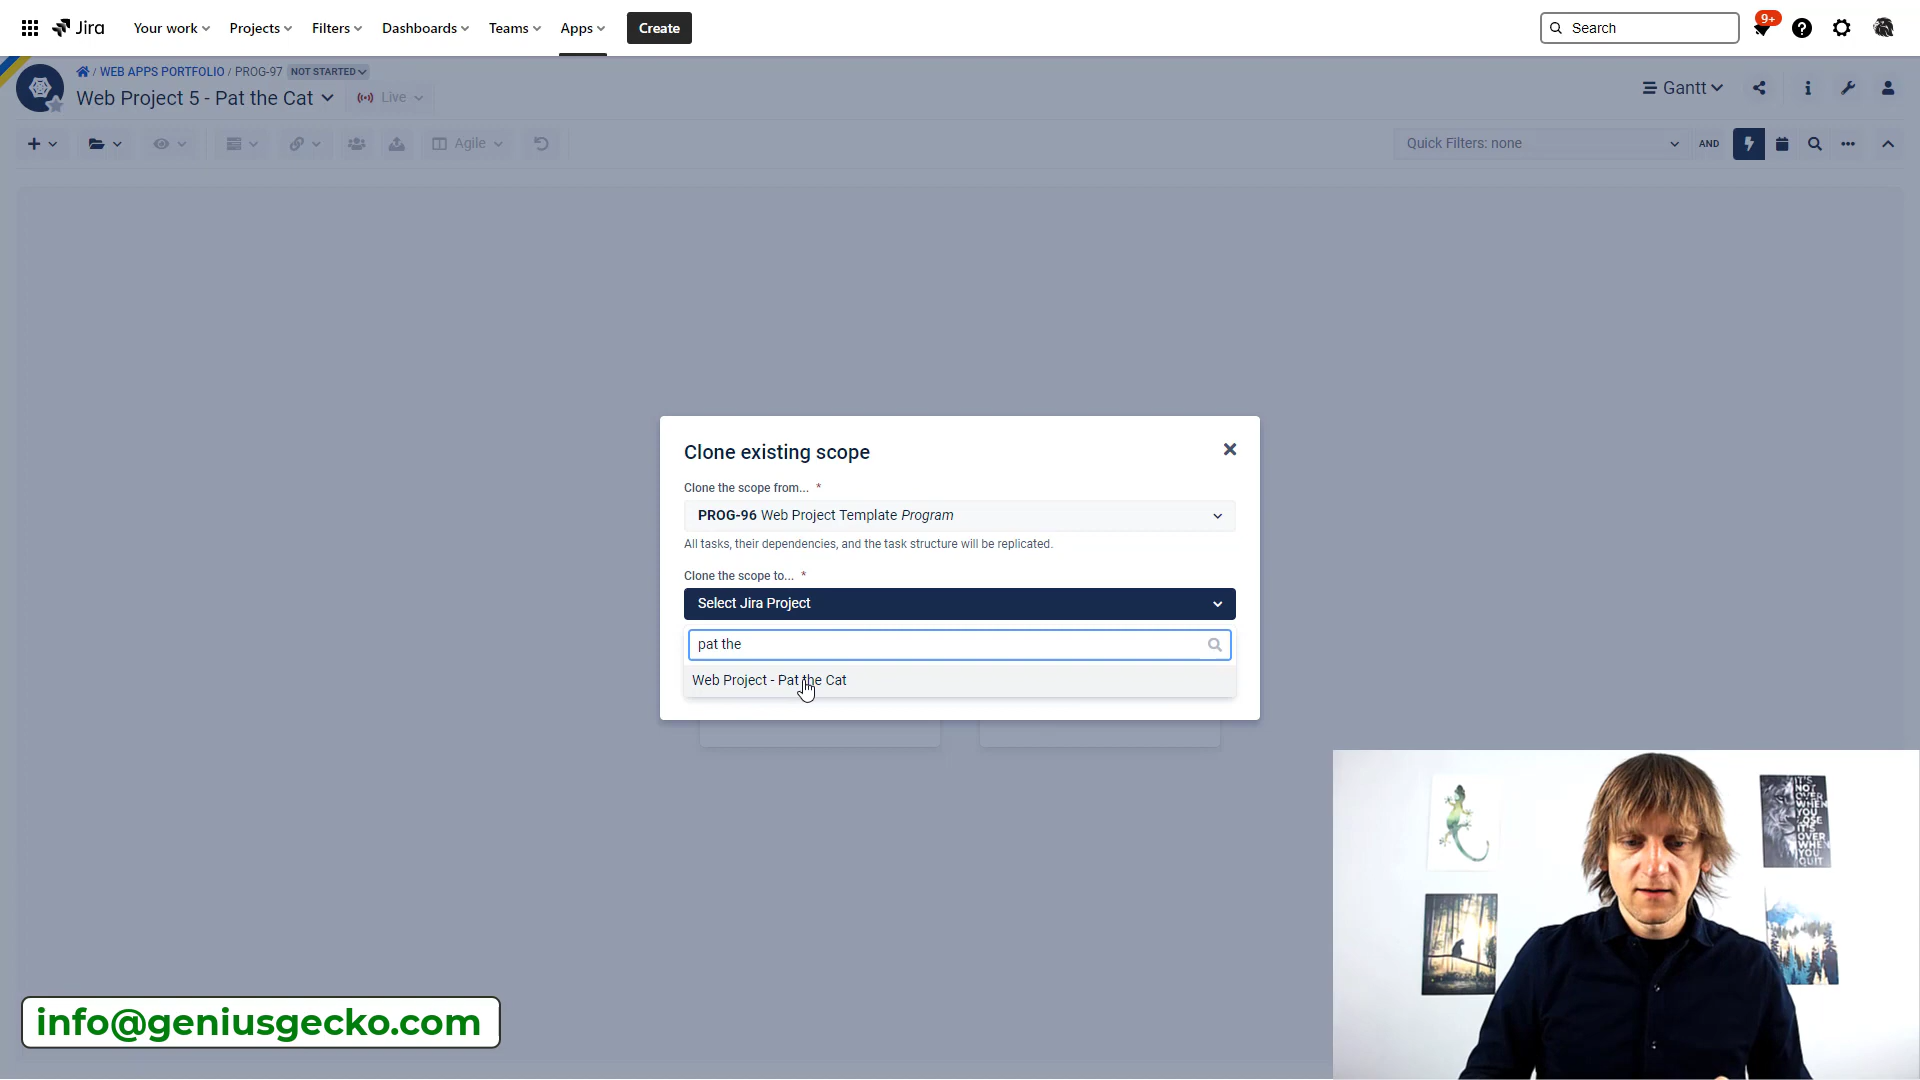 Jira
Your work
Projects
Filters
Dashboards
Teams
Apps
Create
Search
9+
/ WEB APPS PORTFOLIO / PROG-97 NOT STARTED
Web Project 5 - Pat the Cat
Live
Gantt
Agile
Quick Filters: none
AND
Clone existing scope
Clone the scope from... *
PROG-96 Web Project Template Program
All tasks, their dependencies, and the task structure will be replicated.
Clone the scope to... *
Select Jira Project
pat the
Web Project - Pat the Cat
IT'S
NOT
OVER
WHEN
YOU
LOSE
IT'S
OVER
WHEN
YOU
QUIT
info@geniusgecko.com